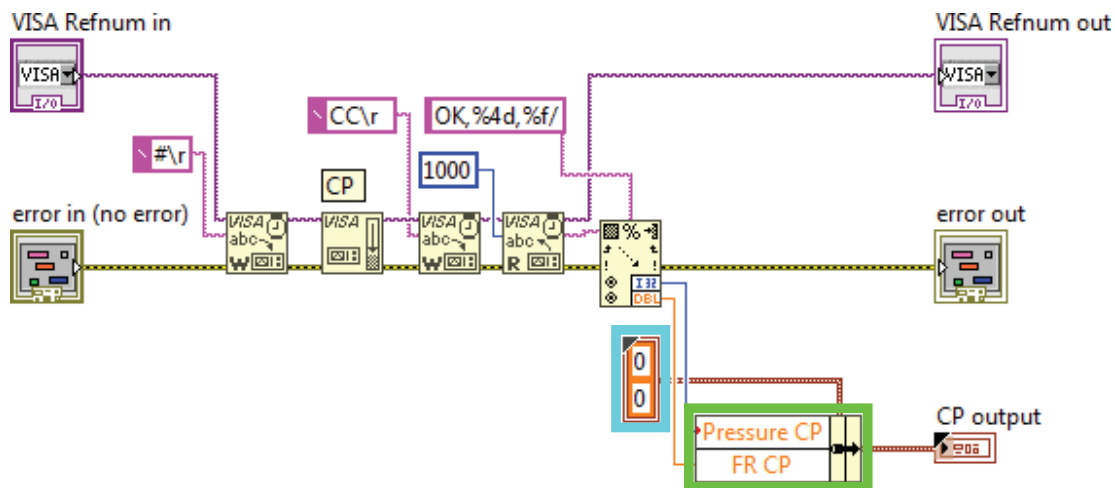 VISA Refnum in
VISA Refnum out
VISA
I/O
VISA
I/O
CC\r
OK,%4d,%f/
#\r
1000
CP
error in (no error)
error out
VISA
abc
W
VISA
VISA
abc
W
VISA
abc
R
%
!
!
I32
DBL
0
0
Pressure CP
FR CP
CP output